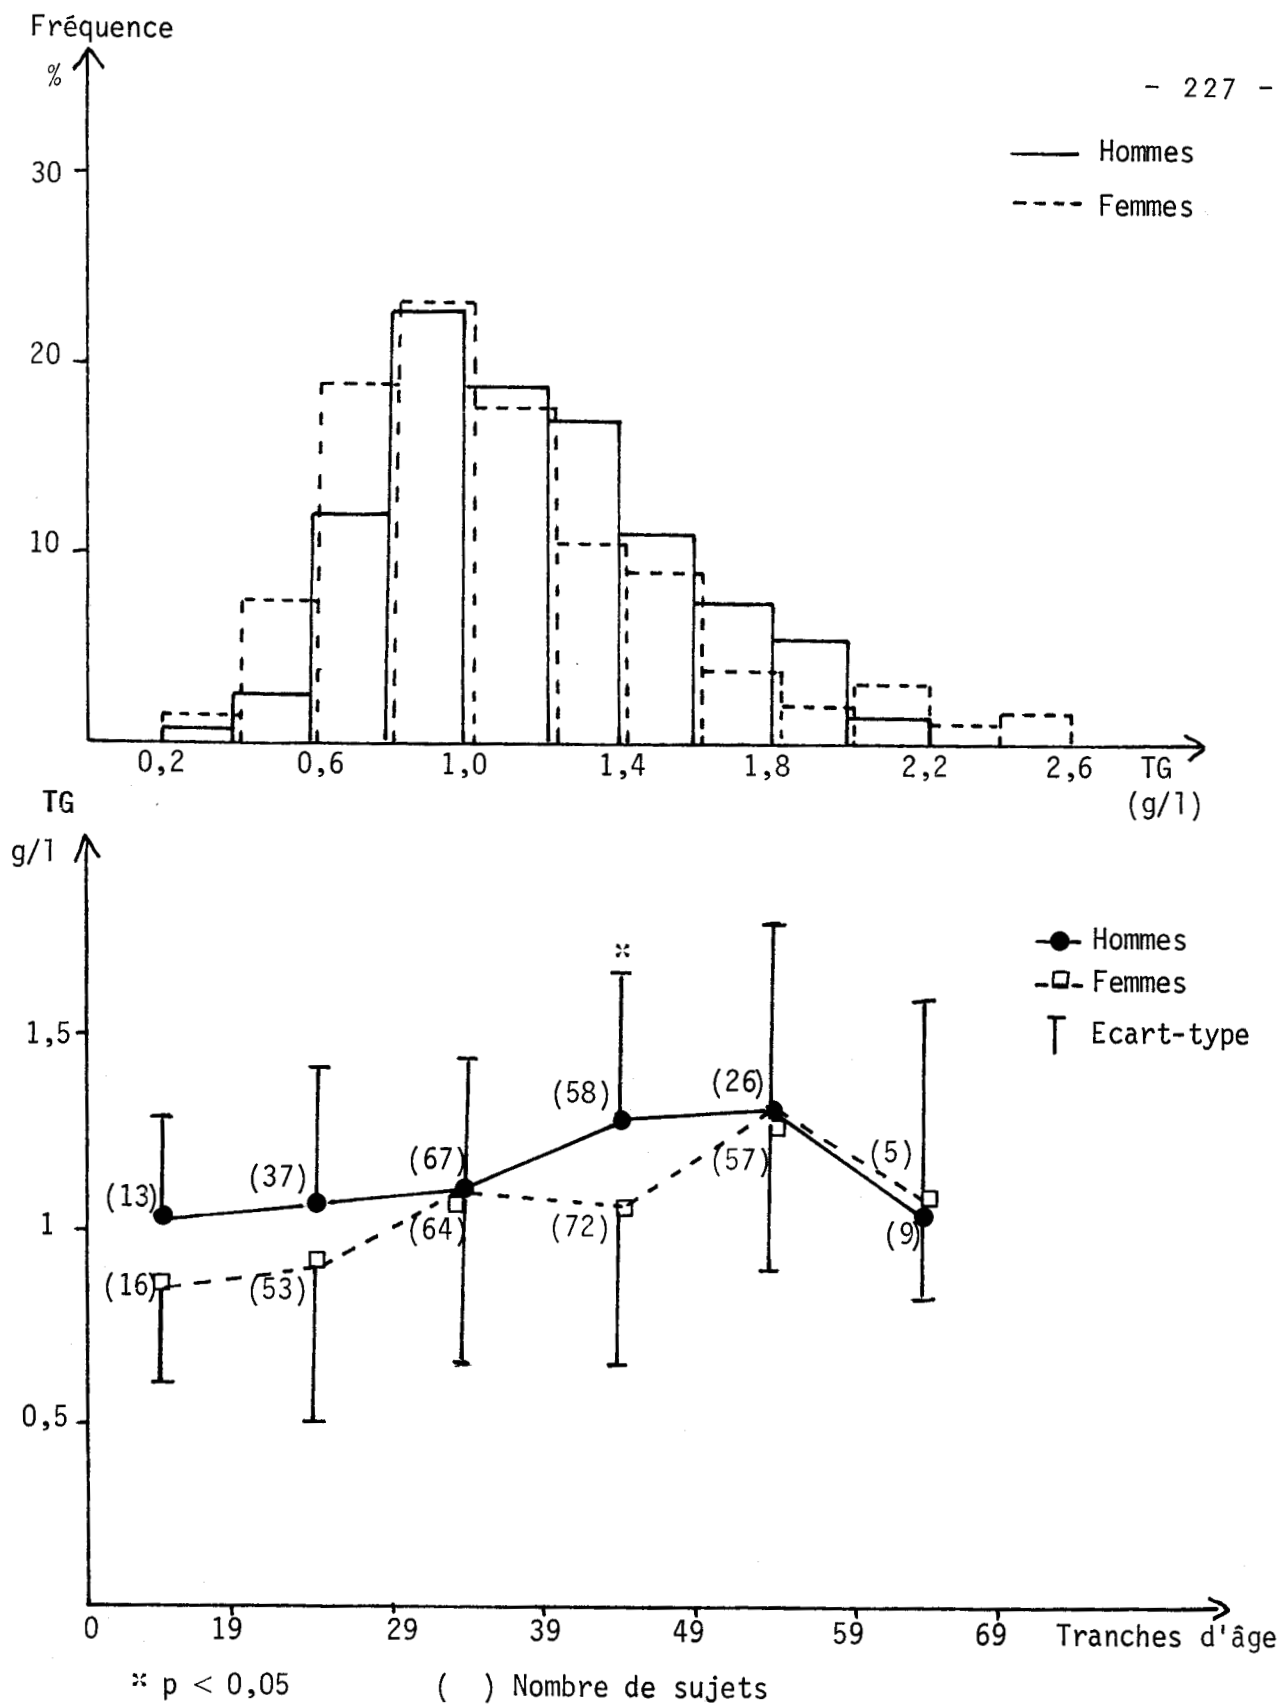 Fréquence
%
- 227 -
Hommes
Femmes
30
20
10
0,2 0,6 1,0 1,4 1,8 2,2 2,6 TG
(g/l)
TG
g/l
Hommes
Femmes
Ecart-type
*
1,5
(58) (26)
(13) (37) (67) (57) (5)
1
(16) (53) (64) (72) (9)
0,5
0 19 29 39 49 59 69 Tranches d'âge
* p < 0,05 ( ) Nombre de sujets